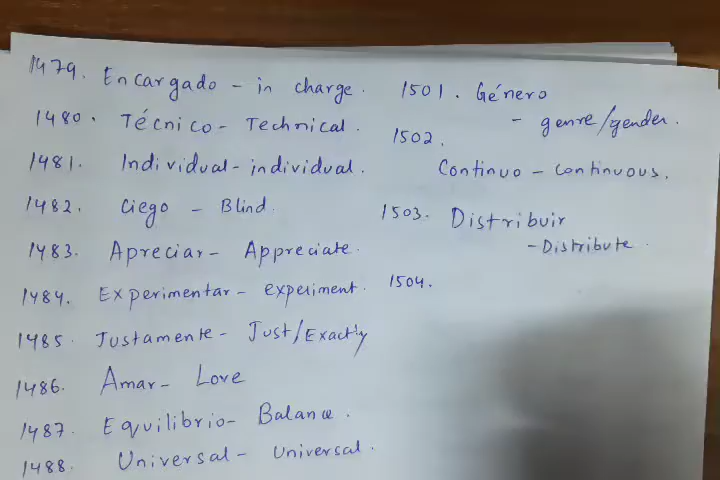 1479. Encargado - in charge.
1480. Técnico - Technical.
1481. Individual - individual.
1482. Ciego - Blind.
1483. Apreciar - Appreciate.
1484. Experimentar - experiment.
1485. Justamente - Just/Exactly
1486. Amar - Love
1487. Equilibrio - Balance.
1488. Universal - Universal.
1501. Género
- genre/gender.
1502.
Continuo - continuous.
1503. Distribuir
- Distribute.
1504.